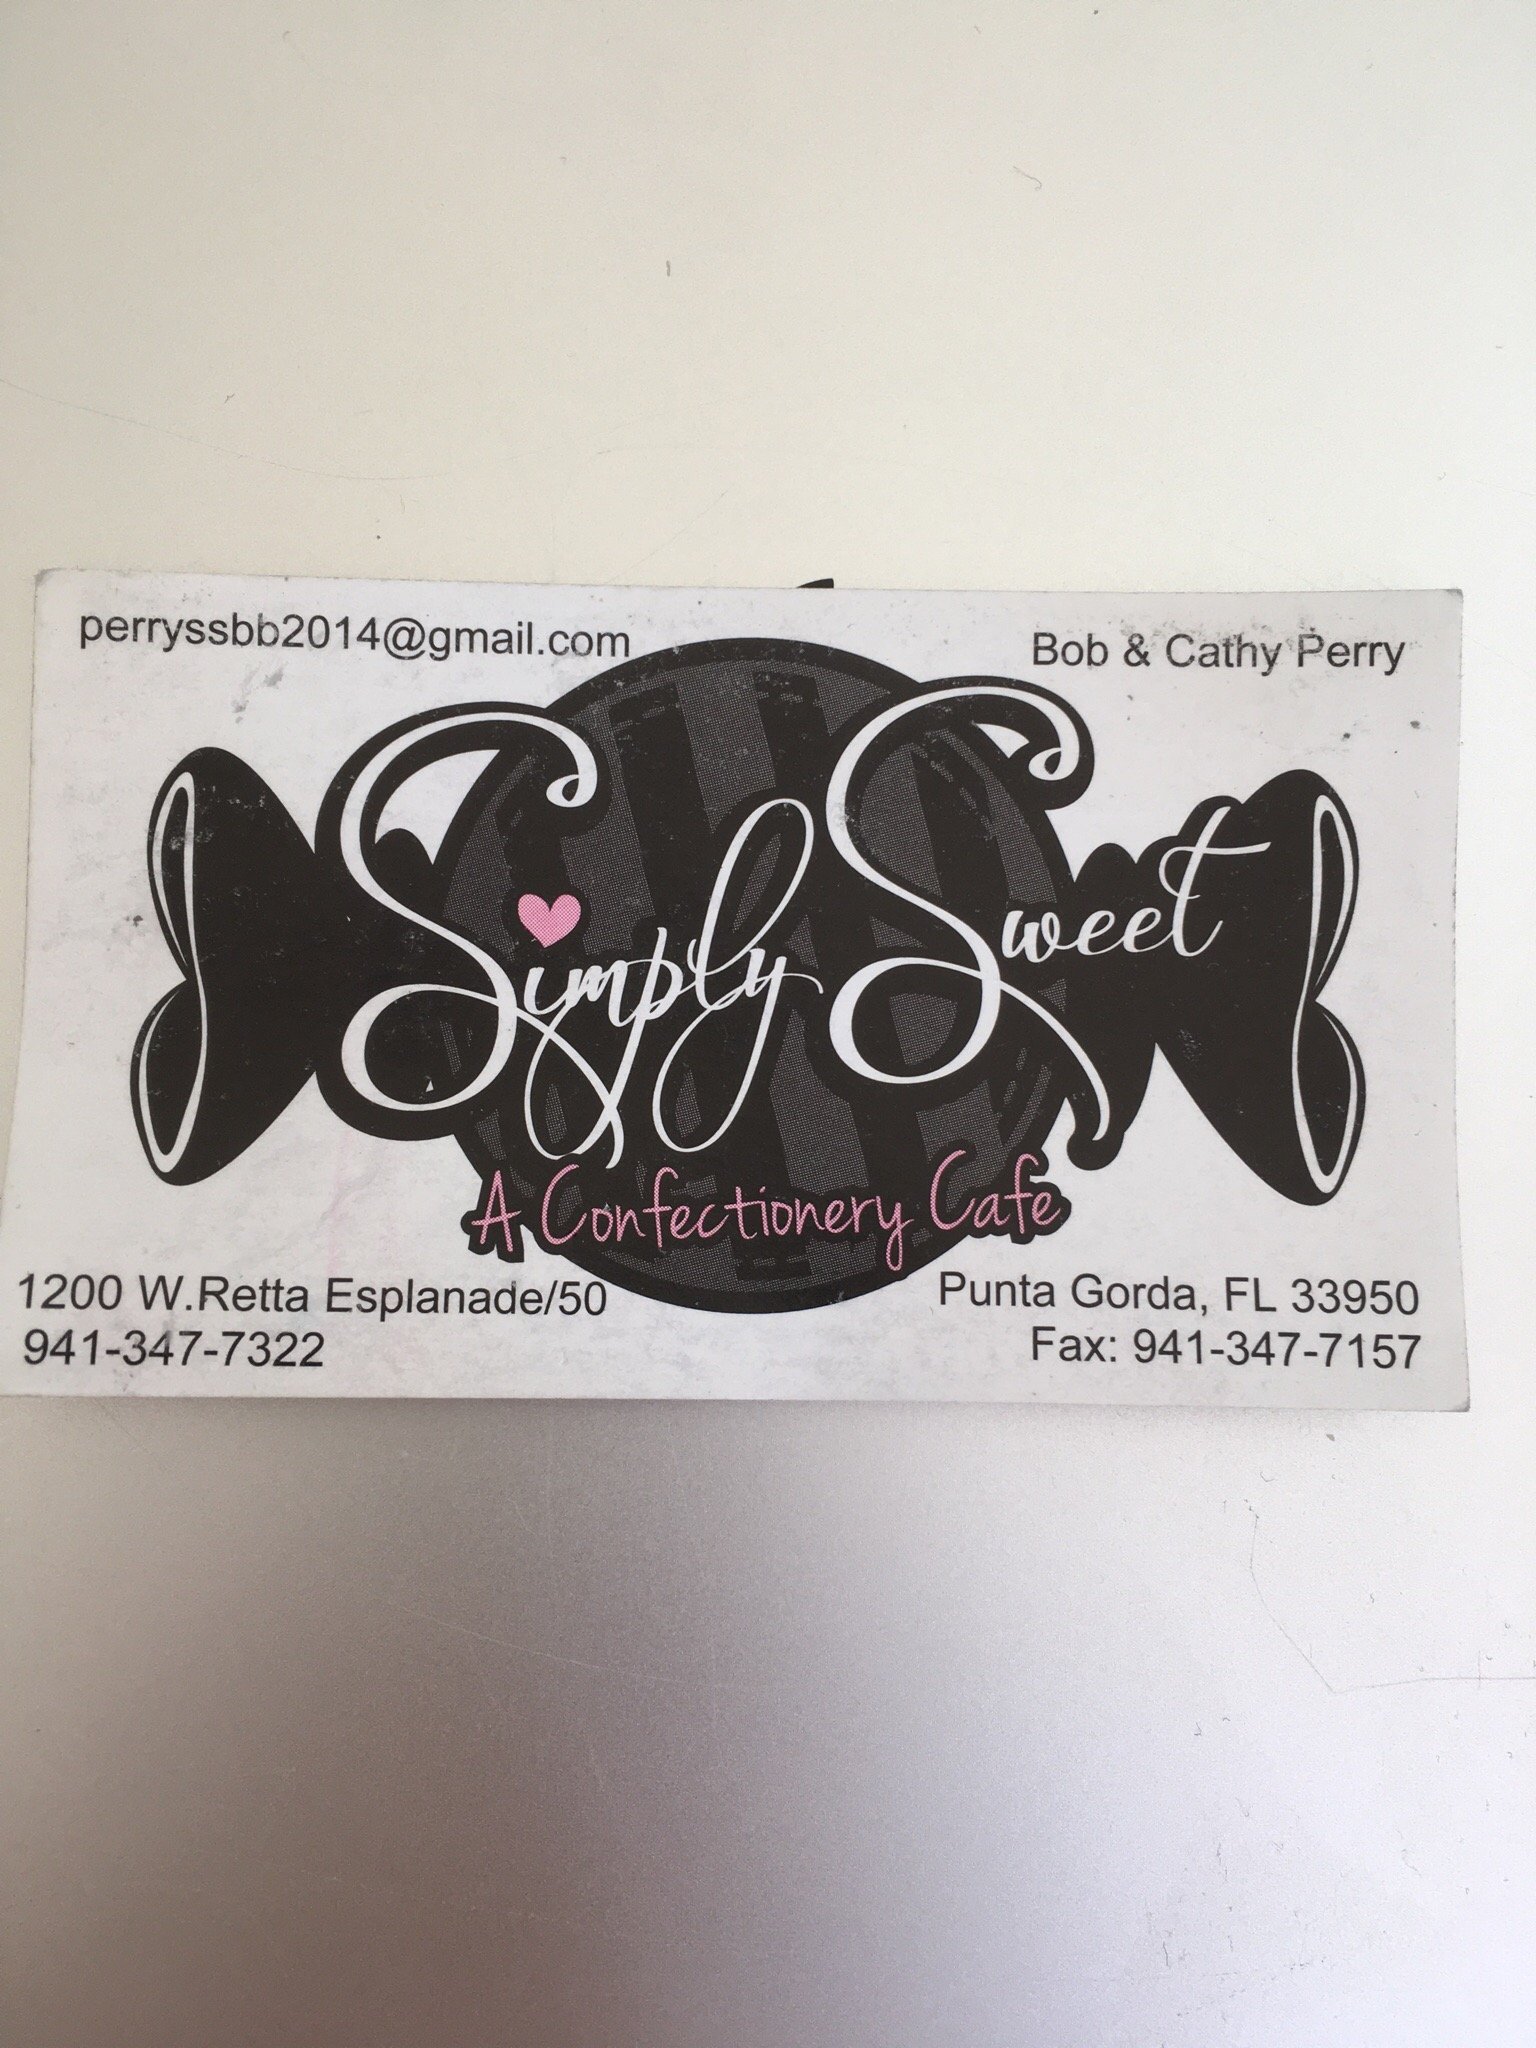 perryssbb2014@gmail.com
Bob & Cathy Perry
Simply Sweet
A Confectionery Cafe
1200 W.Retta Esplanade/50
941-347-7322
Punta Gorda, FL 33950
Fax: 941-347-7157